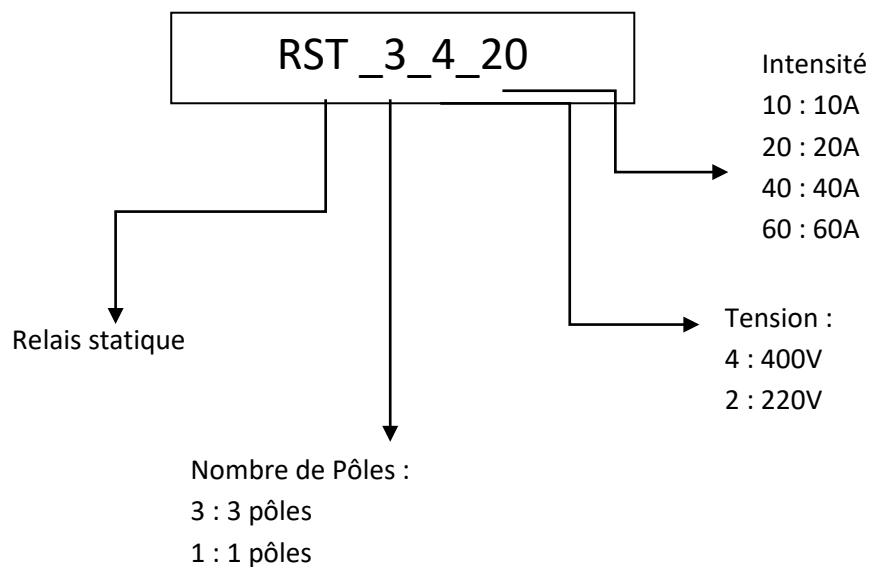 RST _3_4_20
Intensité
10 : 10A
20 : 20A
40 : 40A
60 : 60A
Relais statique
Tension :
4 : 400V
2 : 220V
Nombre de Pôles :
3 : 3 pôles
1 : 1 pôles